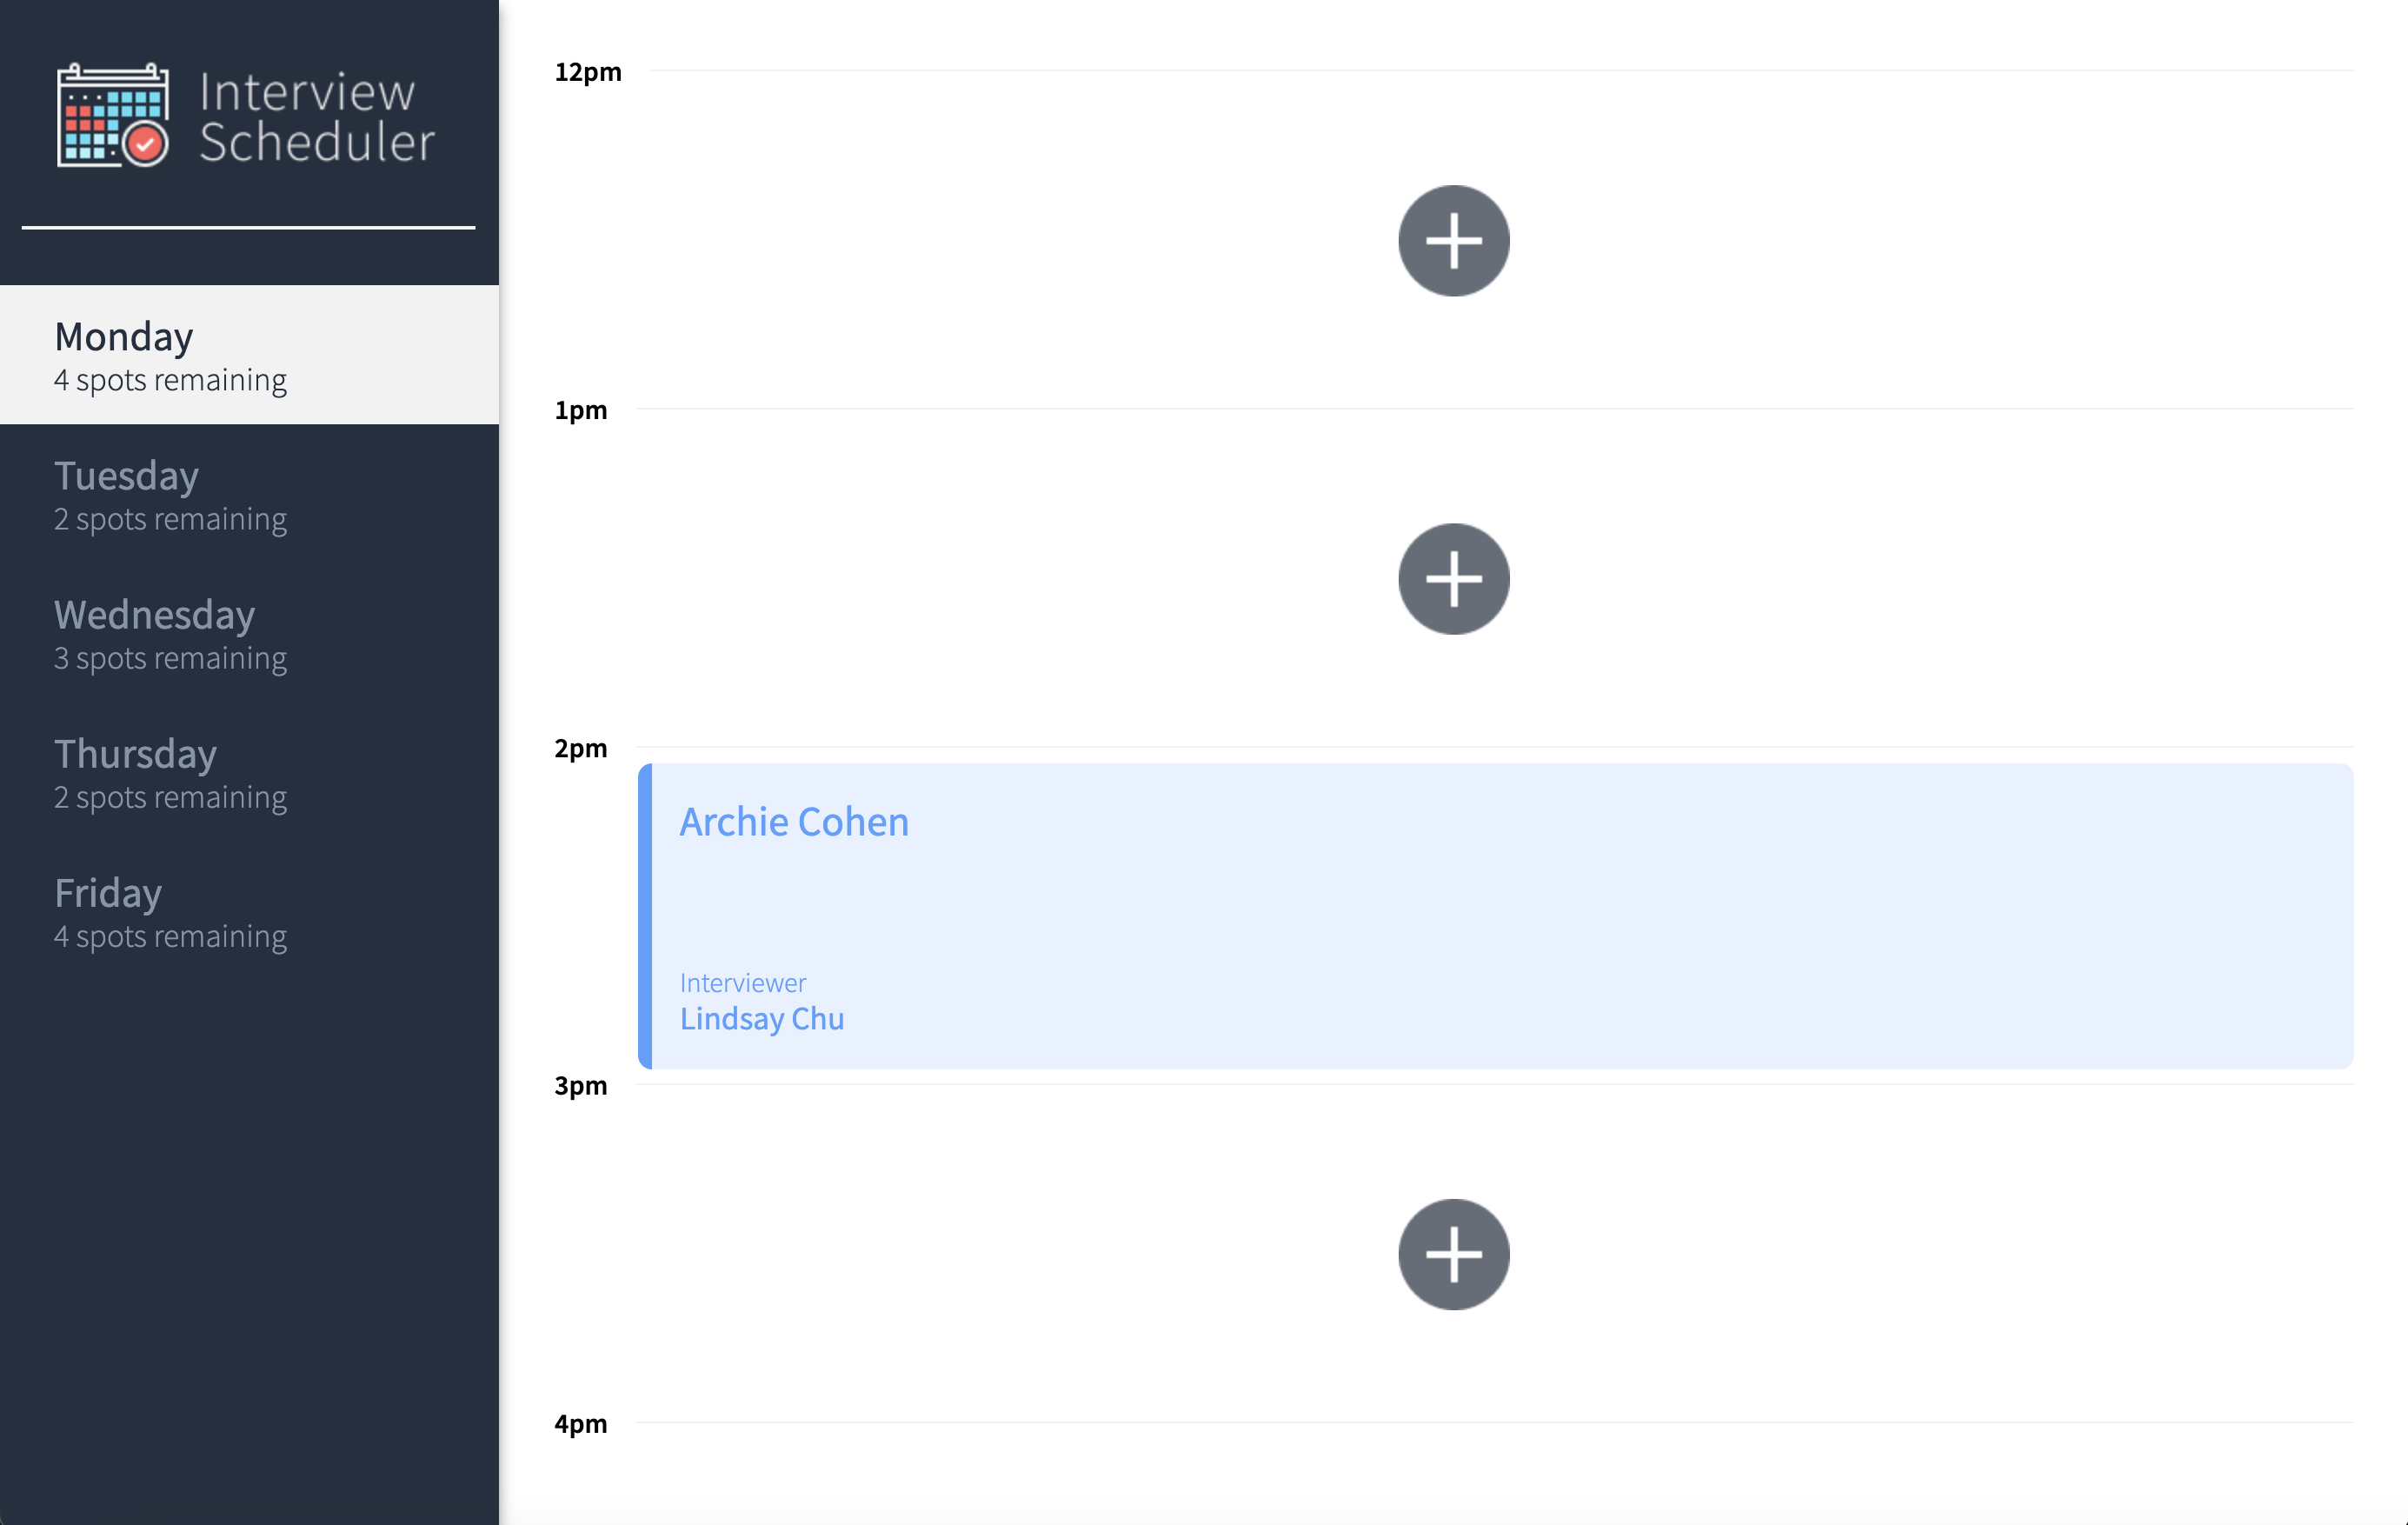 Interview
Scheduler
Monday
4 spots remaining
Tuesday
2 spots remaining
Wednesday
3 spots remaining
Thursday
2 spots remaining
Friday
4 spots remaining
12pm
1pm
2pm
Archie Cohen
Interviewer
Lindsay Chu
3pm
4pm